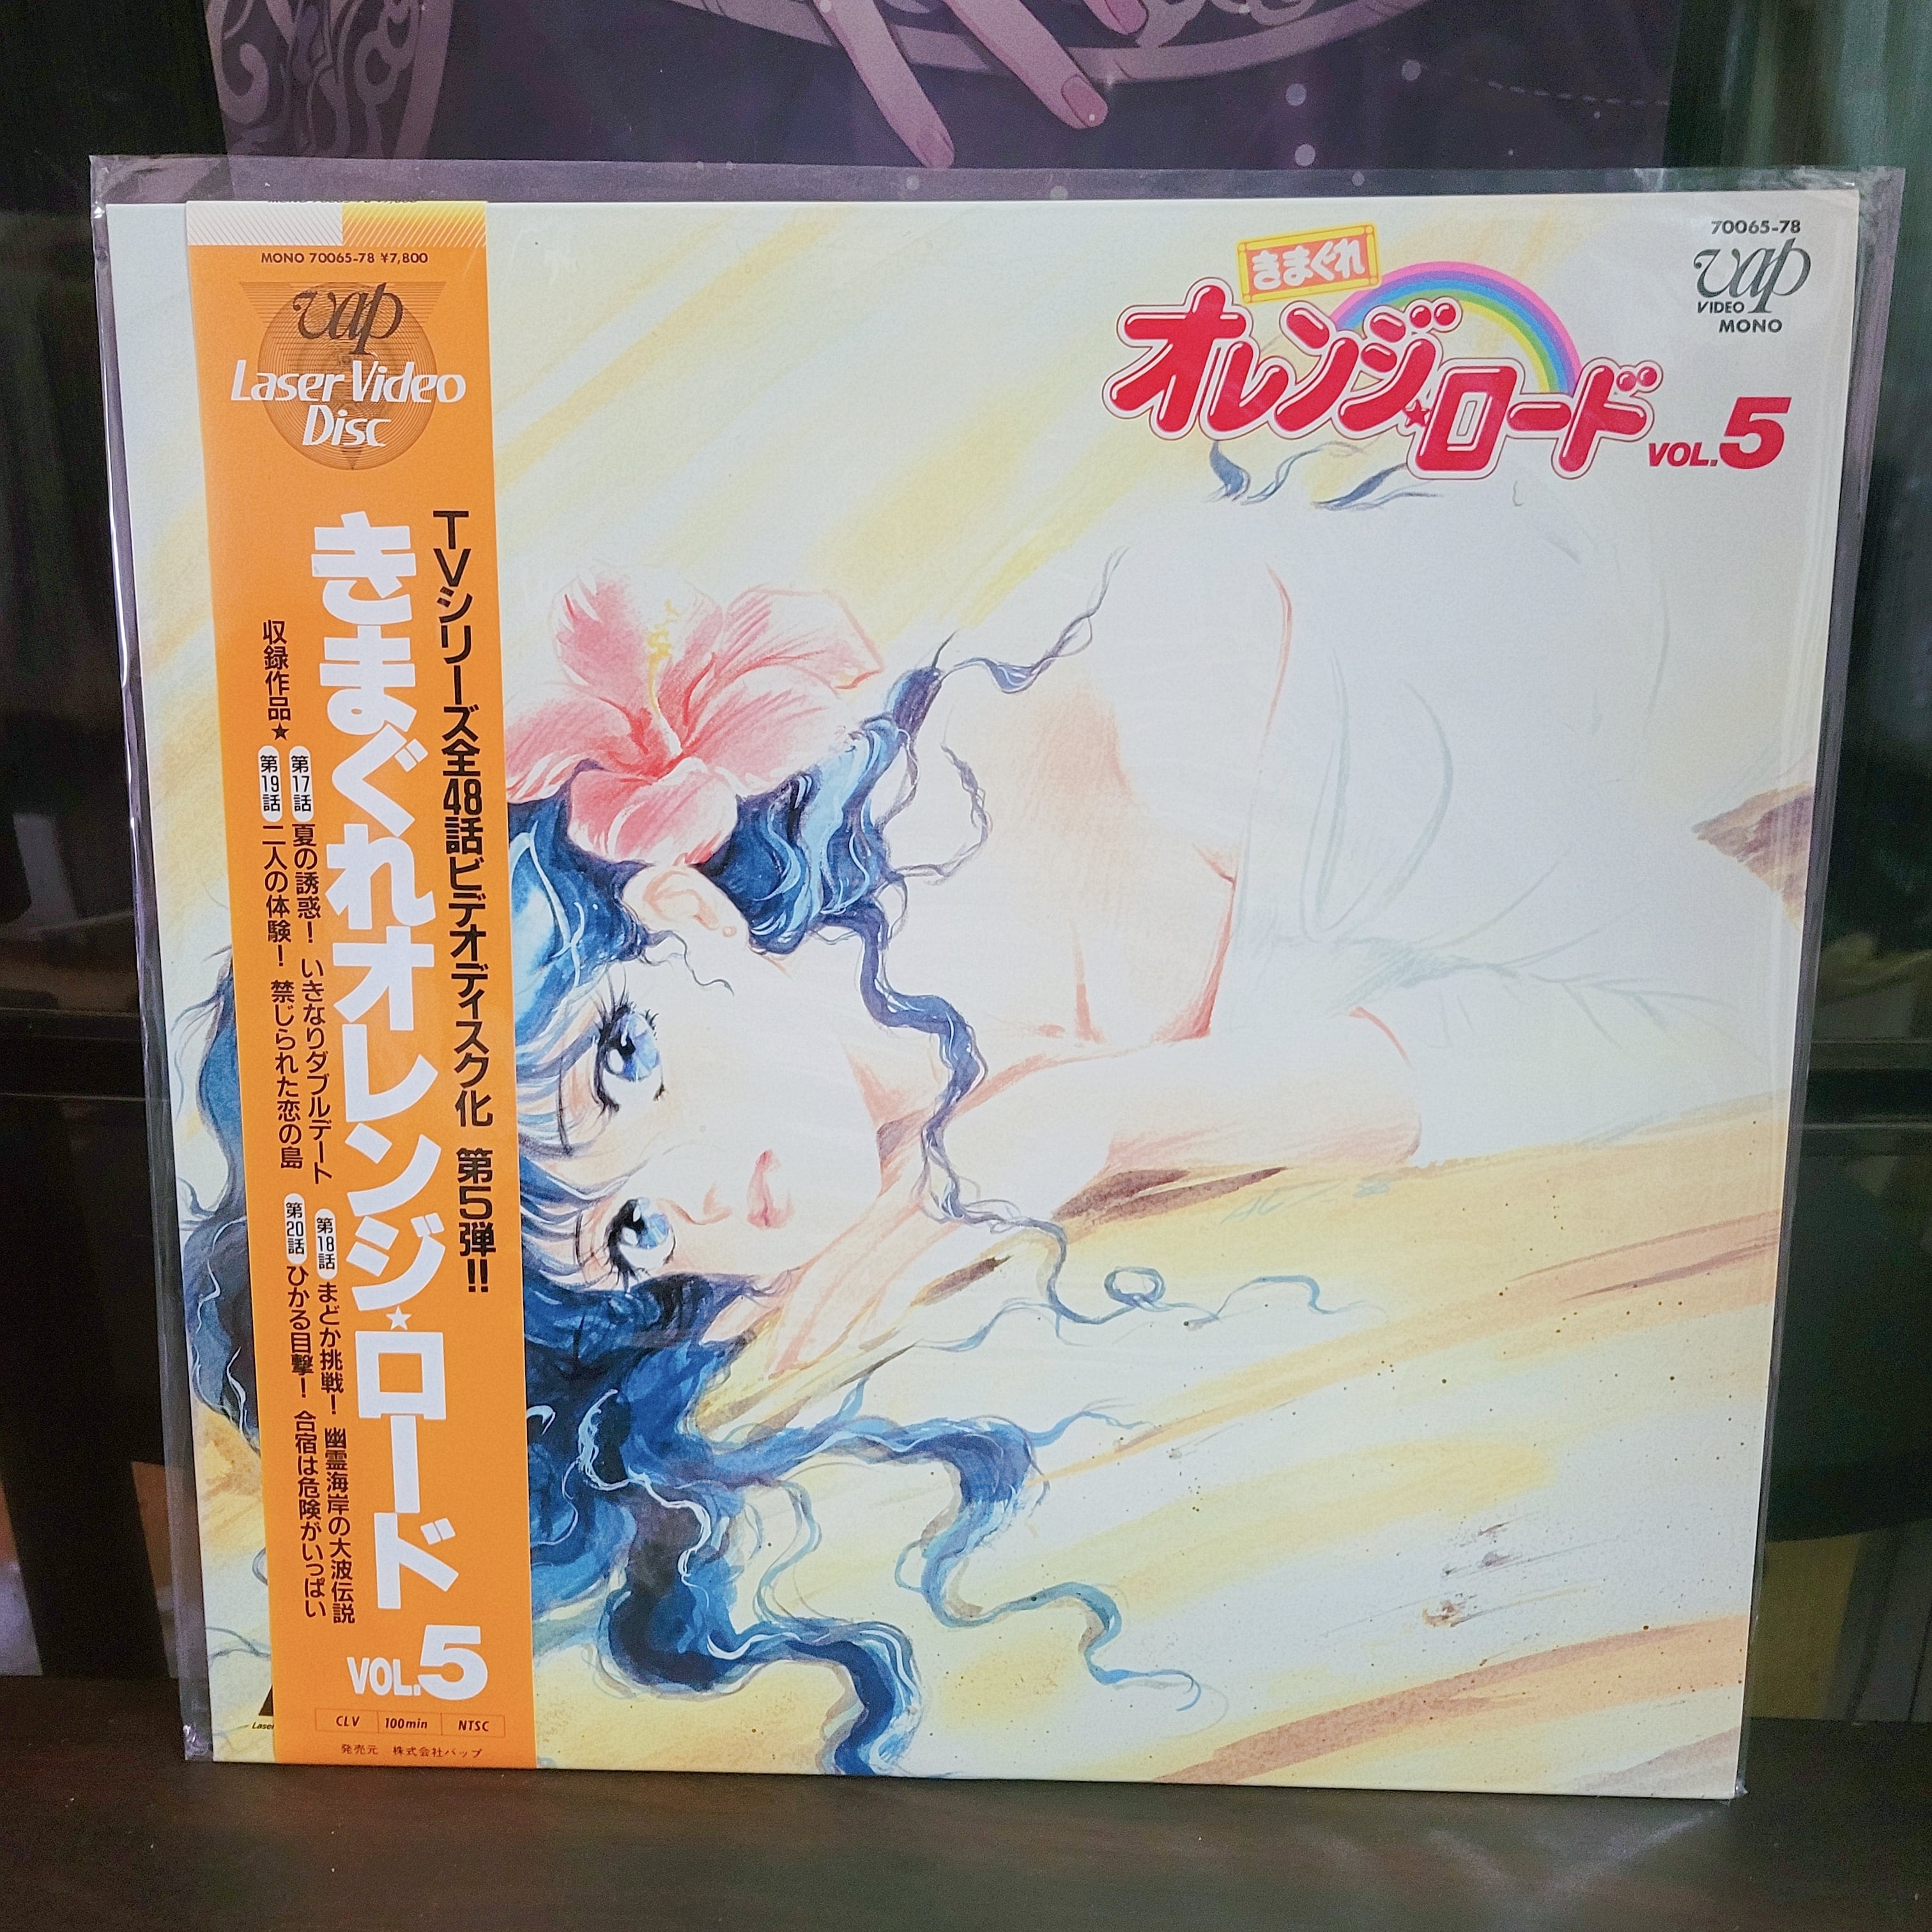 MONO 70065-78 ¥7,800
vap
Laser Video
Disc
TVシリーズ全48話ビデオディスク化 第5弾!!
きまぐれオレンジ★ロード
VOL.5
収録作品★
第17話 夏の誘惑! いきなりダブルデート
第18話 まどか挑戦! 幽霊海岸の大波伝説
第19話 二人の体験! 禁じられた恋の島
第20話 ひかる目撃! 合宿は危険がいっぱい
CLV 100min NTSC
発売元 株式会社バップ
Laser
きまぐれ
オレンジ★ロード
VOL.5
70065-78
vap
VIDEO
MONO